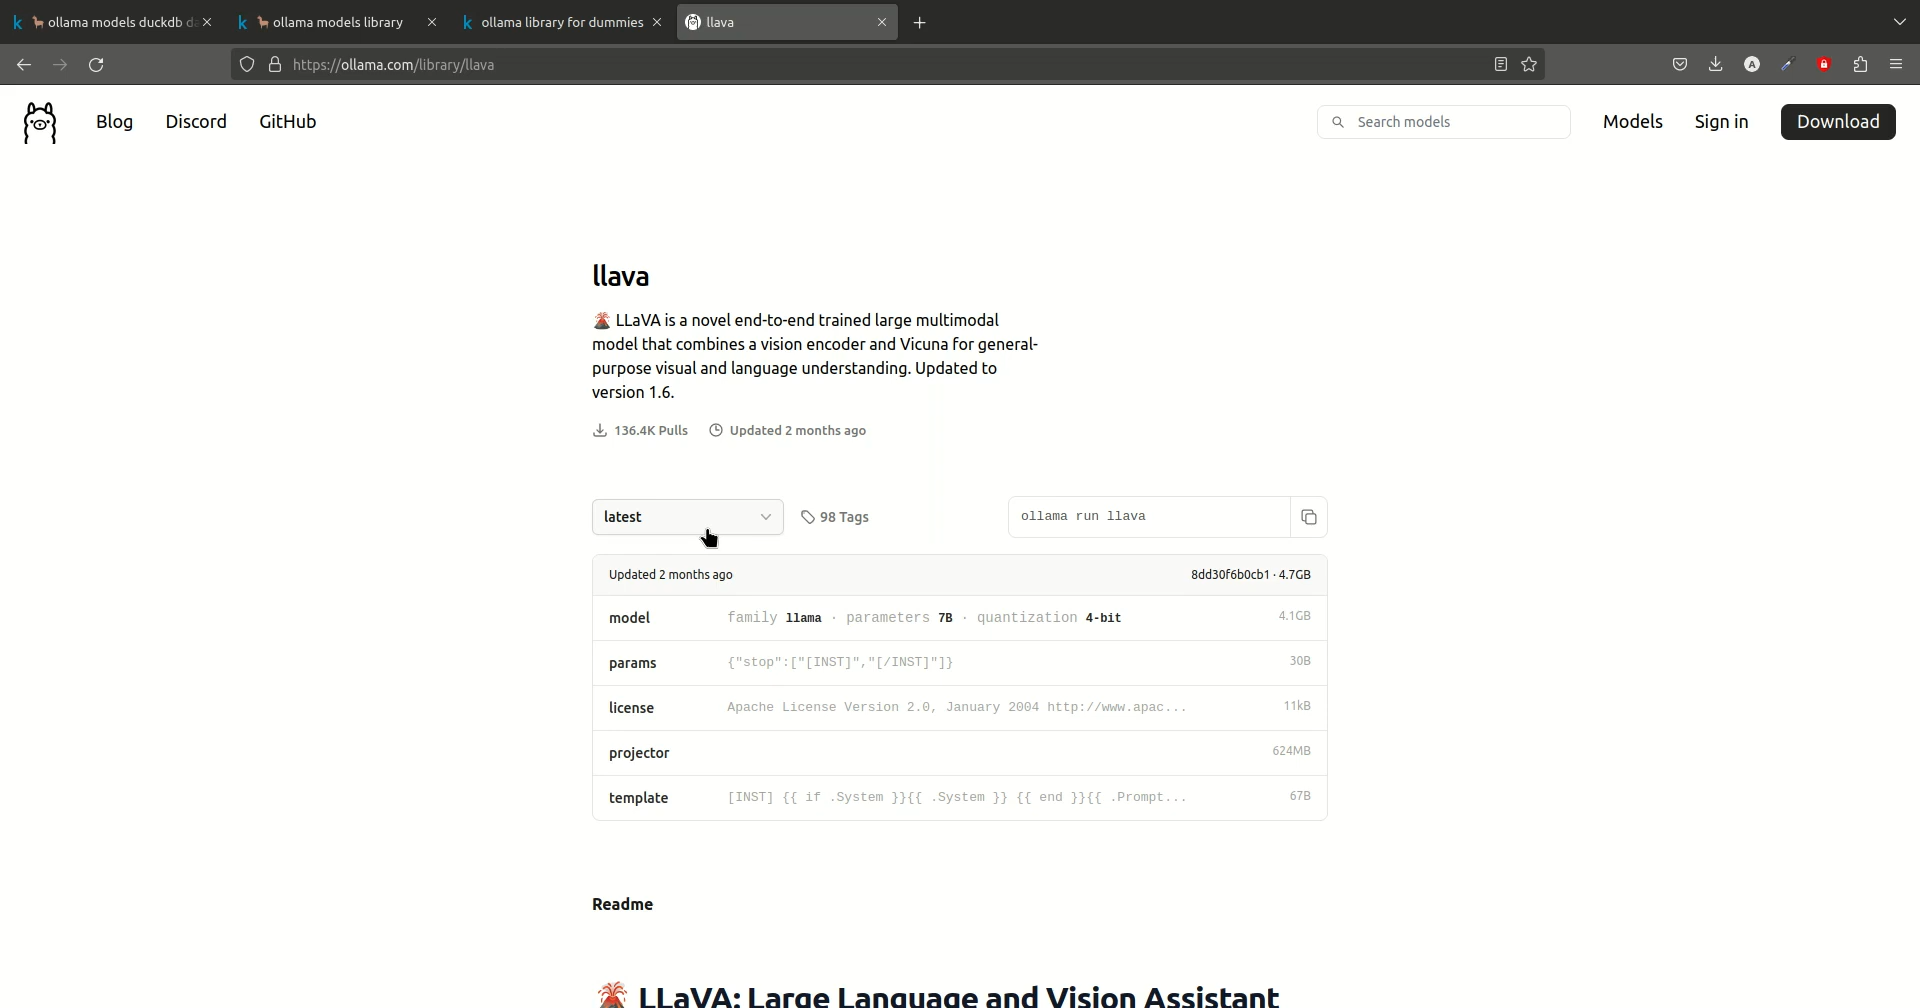 ollama models duckdb da
ollama models library
ollama library for dummies
llava
https://ollama.com/library/llava
Blog Discord GitHub
Search models
Models Sign in Download
llava
🌋 LLaVA is a novel end-to-end trained large multimodal
model that combines a vision encoder and Vicuna for general-
purpose visual and language understanding. Updated to
version 1.6.
136.4K Pulls Updated 2 months ago
latest 98 Tags ollama run llava
Updated 2 months ago 8dd30f6b0cb1 · 4.7GB
model family llama · parameters 7B · quantization 4-bit 4.1GB
params {"stop":["[INST]","[/INST]"]} 30B
license Apache License Version 2.0, January 2004 http://www.apac... 11kB
projector 624MB
template [INST] {{ if .System }}{{ .System }} {{ end }}{{ .Prompt... 67B
Readme
🌋 LLaVA: Large Language and Vision Assistant